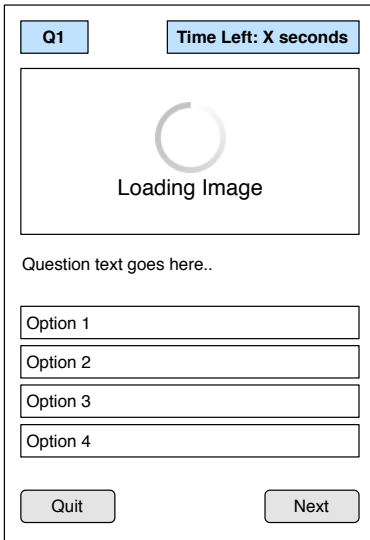 Q1 Time Left: X seconds
Loading Image
Question text goes here..
Option 1
Option 2
Option 3
Option 4
Quit Next